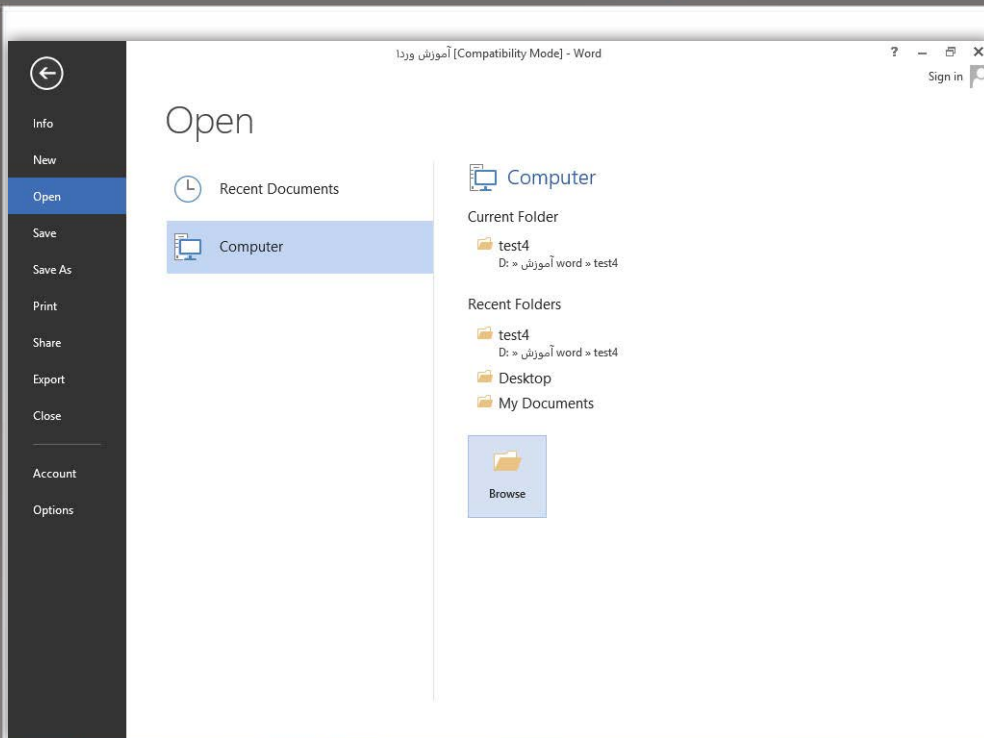 آموزش ورد۱ [Compatibility Mode] - Word
?
Sign in
Info
New
Open
Save
Save As
Print
Share
Export
Close
Account
Options
Open
Recent Documents
Computer
Computer
Current Folder
test4
D: » آموزش word » test4
Recent Folders
test4
D: » آموزش word » test4
Desktop
My Documents
Browse